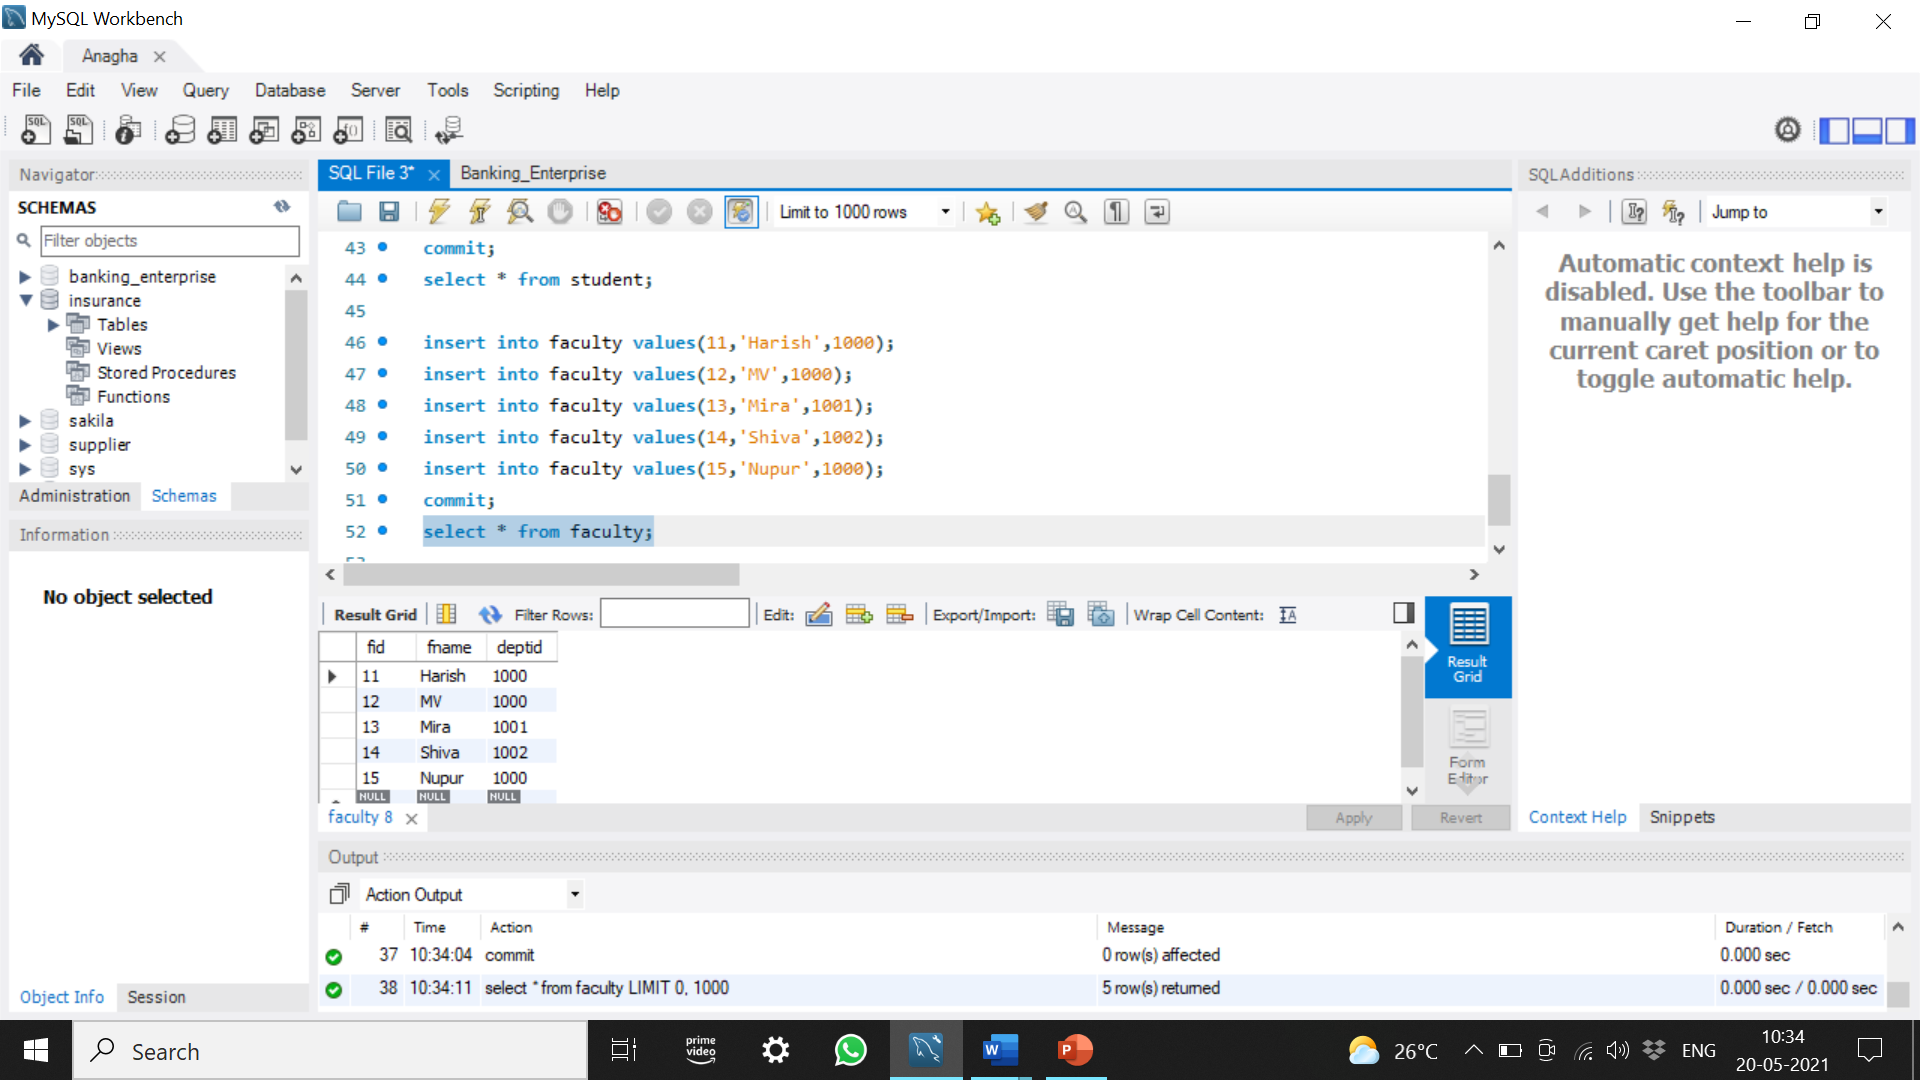 MySQL Workbench
Anagha
File Edit View Query Database Server Tools Scripting Help
Navigator
SCHEMAS
Filter objects
banking_enterprise
insurance
Tables
Views
Stored Procedures
Functions
sakila
supplier
sys
Administration Schemas
Information
No object selected
Object Info Session
SQL File 3* Banking_Enterprise
Limit to 1000 rows
43 commit;
44 select * from student;
45
46 insert into faculty values(11,'Harish',1000);
47 insert into faculty values(12,'MV',1000);
48 insert into faculty values(13,'Mira',1001);
49 insert into faculty values(14,'Shiva',1002);
50 insert into faculty values(15,'Nupur',1000);
51 commit;
52 select * from faculty;
Result Grid Filter Rows: Edit: Export/Import: Wrap Cell Content:
fid fname deptid
11 Harish 1000
12 MV 1000
13 Mira 1001
14 Shiva 1002
15 Nupur 1000
NULL NULL NULL
Result
Grid
Form
Editor
faculty 8 Apply Revert
SQLAdditions
Jump to
Automatic context help is
disabled. Use the toolbar to
manually get help for the
current caret position or to
toggle automatic help.
Context Help Snippets
Output
Action Output
# Time Action Message Duration / Fetch
37 10:34:04 commit 0 row(s) affected 0.000 sec
38 10:34:11 select * from faculty LIMIT 0, 1000 5 row(s) returned 0.000 sec / 0.000 sec
Search
prime
video
26°C ENG
10:34
20-05-2021